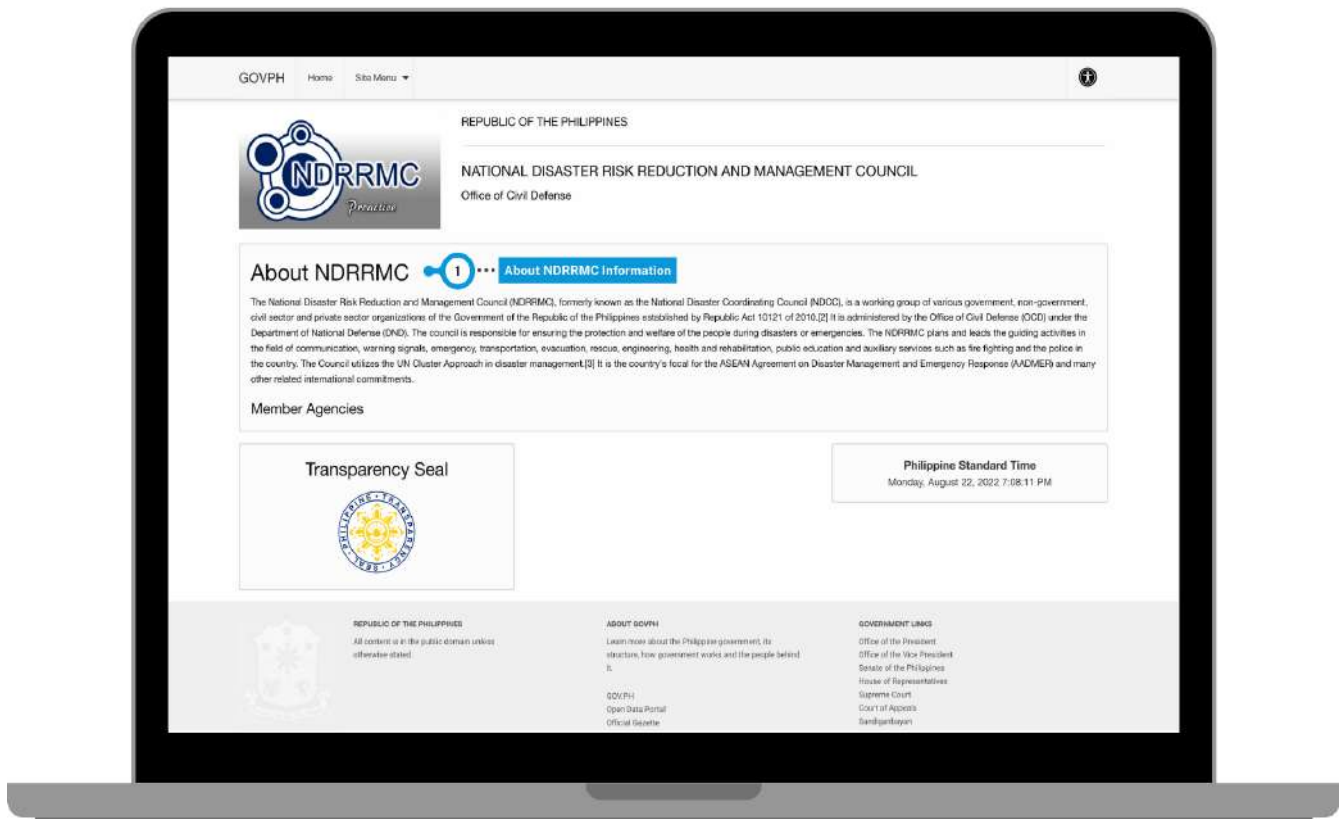 GOVPH Home Site Menu
REPUBLIC OF THE PHILIPPINES
NDRRMC
Proactive
NATIONAL DISASTER RISK REDUCTION AND MANAGEMENT COUNCIL
Office of Civil Defense
About NDRRMC 1 ••• About NDRRMC Information
The National Disaster Risk Reduction and Management Council (NDRRMC), formerly known as the National Disaster Coordinating Council (NDCC), is a working group of various government, non-government,
civil sector and private sector organizations of the Government of the Republic of the Philippines established by Republic Act 10121 of 2010.[2] It is administered by the Office of Civil Defense (OCD) under the
Department of National Defense (DND). The council is responsible for ensuring the protection and welfare of the people during disasters or emergencies. The NDRRMC plans and leads the guiding activities in
the field of communication, warning signals, emergency, transportation, evacuation, rescue, engineering, health and rehabilitation, public education and auxiliary services such as fire fighting and the police in
the country. The Council utilizes the UN Cluster Approach in disaster management.[3] It is the country's focal for the ASEAN Agreement on Disaster Management and Emergency Response (AADMER) and many
other related international commitments.
Member Agencies
Transparency Seal
PHILIPPINE • TRANSPARENCY • SEAL •
Philippine Standard Time
Monday, August 22, 2022 7:08:11 PM
REPUBLIC OF THE PHILIPPINES
All content is in the public domain unless
otherwise stated.
ABOUT GOVPH
Learn more about the Philippine government, its
structure, how government works and the people behind
it.
GOV.PH
Open Data Portal
Official Gazette
GOVERNMENT LINKS
Office of the President
Office of the Vice President
Senate of the Philippines
House of Representatives
Supreme Court
Court of Appeals
Sandiganbayan